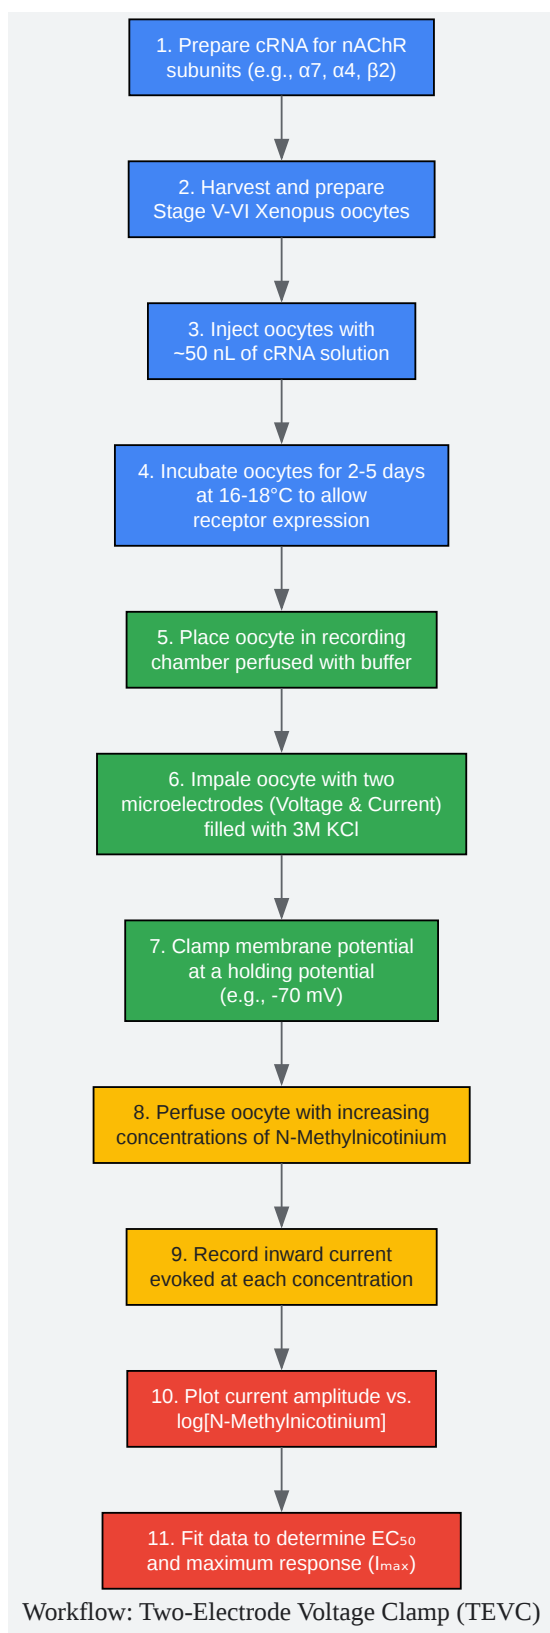 1. Prepare cRNA for nAChR
subunits (e.g., α7, α4, β2)
2. Harvest and prepare
Stage V-VI Xenopus oocytes
3. Inject oocytes with
~50 nL of cRNA solution
4. Incubate oocytes for 2-5 days
at 16-18°C to allow
receptor expression
5. Place oocyte in recording
chamber perfused with buffer
6. Impale oocyte with two
microelectrodes (Voltage & Current)
filled with 3M KCl
7. Clamp membrane potential
at a holding potential
(e.g., -70 mV)
8. Perfuse oocyte with increasing
concentrations of N-Methylnicotinium
9. Record inward current
evoked at each concentration
10. Plot current amplitude vs.
log[N-Methylnicotinium]
11. Fit data to determine EC₅₀
and maximum response (Iₘₐₓ)
Workflow: Two-Electrode Voltage Clamp (TEVC)